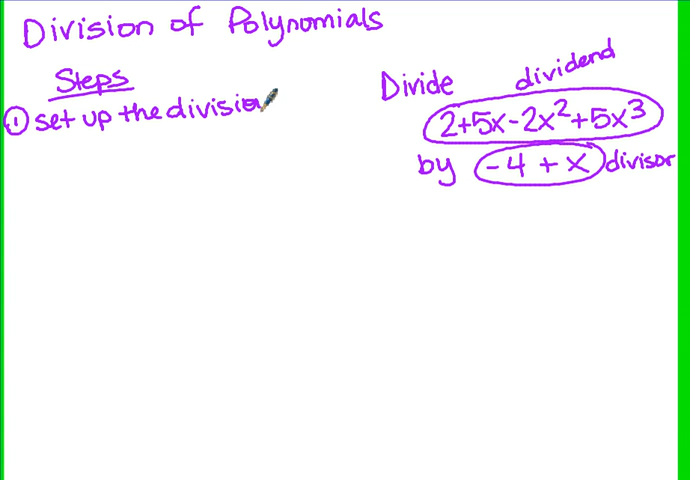 Division of Polynomials
Steps
① set up the division
Divide dividend
2+5x-2x²+5x³
by -4 + x divisor